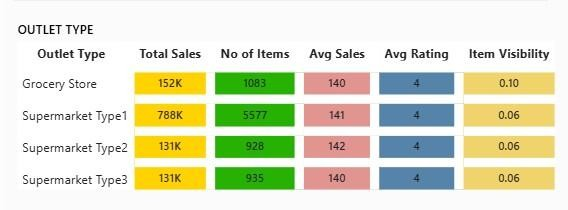 OUTLET TYPE
Outlet Type Total Sales No of Items Avg Sales Avg Rating Item Visibility
Grocery Store 152K 1083 140 4 0.10
Supermarket Type1 788K 5577 141 4 0.06
Supermarket Type2 131K 928 142 4 0.06
Supermarket Type3 131K 935 140 4 0.06